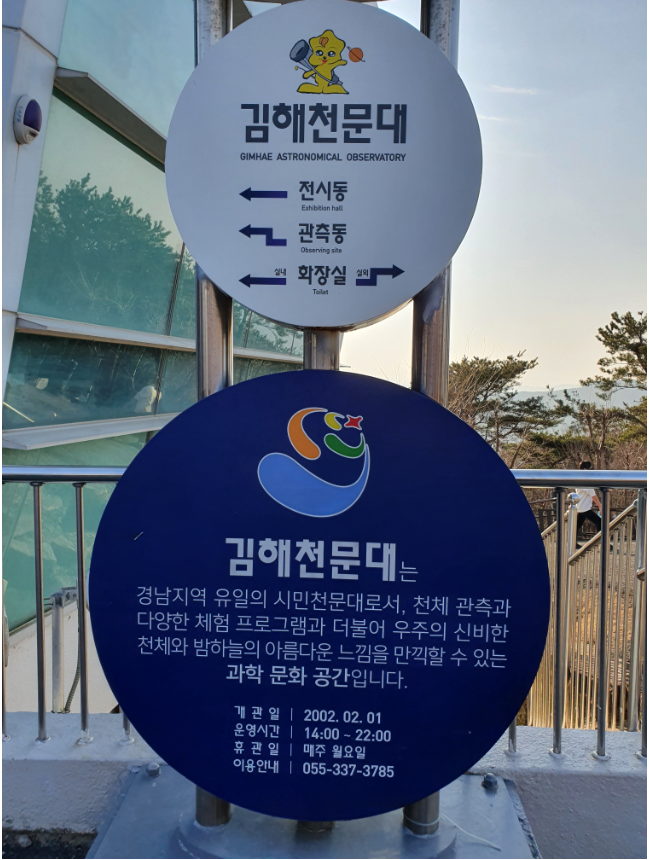 김해천문대
GIMHAE ASTRONOMICAL OBSERVATORY
전시동
Exhibition hall
관측동
Observing site
실내 화장실 실외
Toilet
김해천문대는
경남지역 유일의 시민천문대로서, 천체 관측과
다양한 체험 프로그램과 더불어 우주의 신비한
천체와 밤하늘의 아름다운 느낌을 만끽할 수 있는
과학 문화 공간입니다.
개 관 일 | 2002. 02. 01
운영시간 | 14:00 ~ 22:00
휴 관 일 | 매주 월요일
이용안내 | 055-337-3785